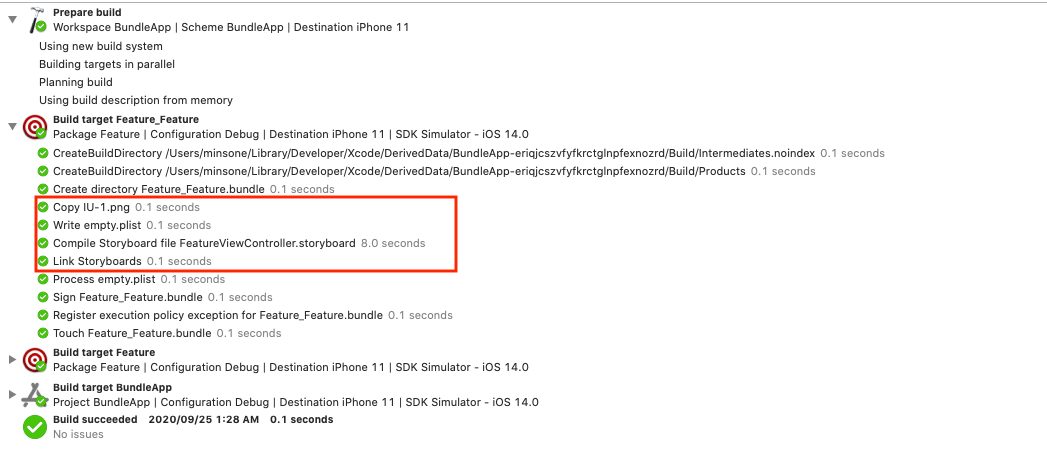 Prepare build
Workspace BundleApp | Scheme BundleApp | Destination iPhone 11
Using new build system
Building targets in parallel
Planning build
Using build description from memory
Build target Feature_Feature
Package Feature | Configuration Debug | Destination iPhone 11 | SDK Simulator - iOS 14.0
CreateBuildDirectory /Users/minsone/Library/Developer/Xcode/DerivedData/BundleApp-eriqjcszvfyfkrctglnpfexnozrd/Build/Intermediates.noindex 0.1 seconds
CreateBuildDirectory /Users/minsone/Library/Developer/Xcode/DerivedData/BundleApp-eriqjcszvfyfkrctglnpfexnozrd/Build/Products 0.1 seconds
Create directory Feature_Feature.bundle 0.1 seconds
Copy IU-1.png 0.1 seconds
Write empty.plist 0.1 seconds
Compile Storyboard file FeatureViewController.storyboard 8.0 seconds
Link Storyboards 0.1 seconds
Process empty.plist 0.1 seconds
Sign Feature_Feature.bundle 0.1 seconds
Register execution policy exception for Feature_Feature.bundle 0.1 seconds
Touch Feature_Feature.bundle 0.1 seconds
Build target Feature
Package Feature | Configuration Debug | Destination iPhone 11 | SDK Simulator - iOS 14.0
Build target BundleApp
Project BundleApp | Configuration Debug | Destination iPhone 11 | SDK Simulator - iOS 14.0
Build succeeded 2020/09/25 1:28 AM 0.1 seconds
No issues